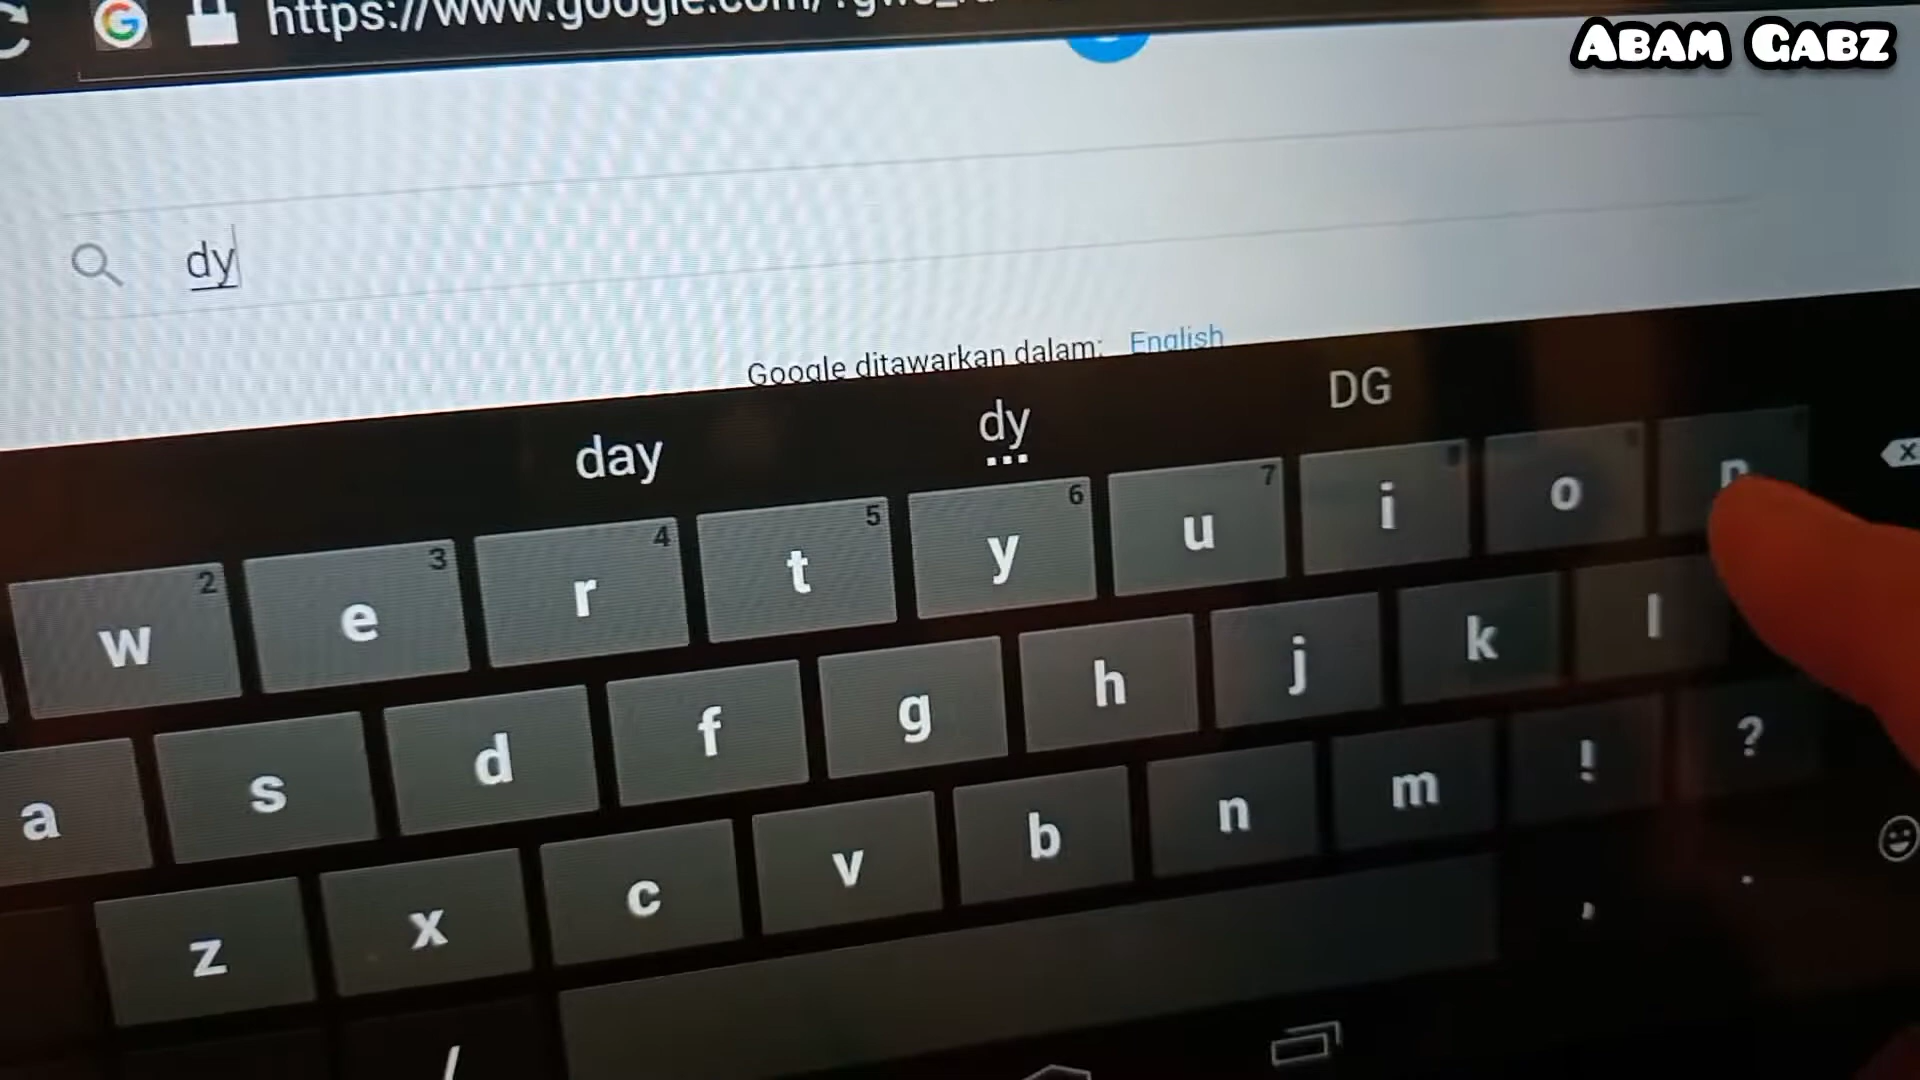 https://www.google.com/?gws_rd
ABAM GABZ
dy
Google ditawarkan dalam: English
day dy DG
2 3 4 5 6 7
w e r t y u i o p
a s d f g h j k l
z x c v b n m ! ?
/ , .